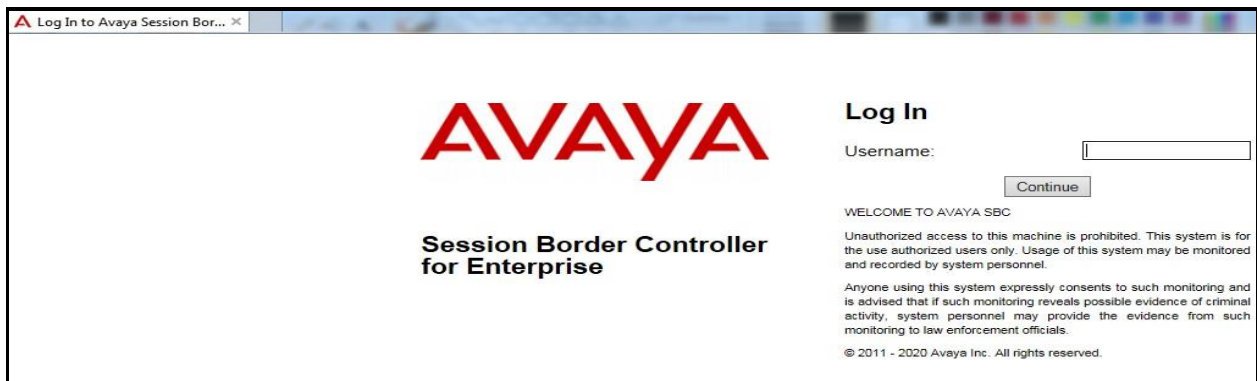 Log In to Avaya Session Bor...
AVAYA
Session Border Controller
for Enterprise
Log In
Username:
Continue
WELCOME TO AVAYA SBC
Unauthorized access to this machine is prohibited. This system is for
the use authorized users only. Usage of this system may be monitored
and recorded by system personnel.
Anyone using this system expressly consents to such monitoring and
is advised that if such monitoring reveals possible evidence of criminal
activity, system personnel may provide the evidence from such
monitoring to law enforcement officials.
© 2011 - 2020 Avaya Inc. All rights reserved.